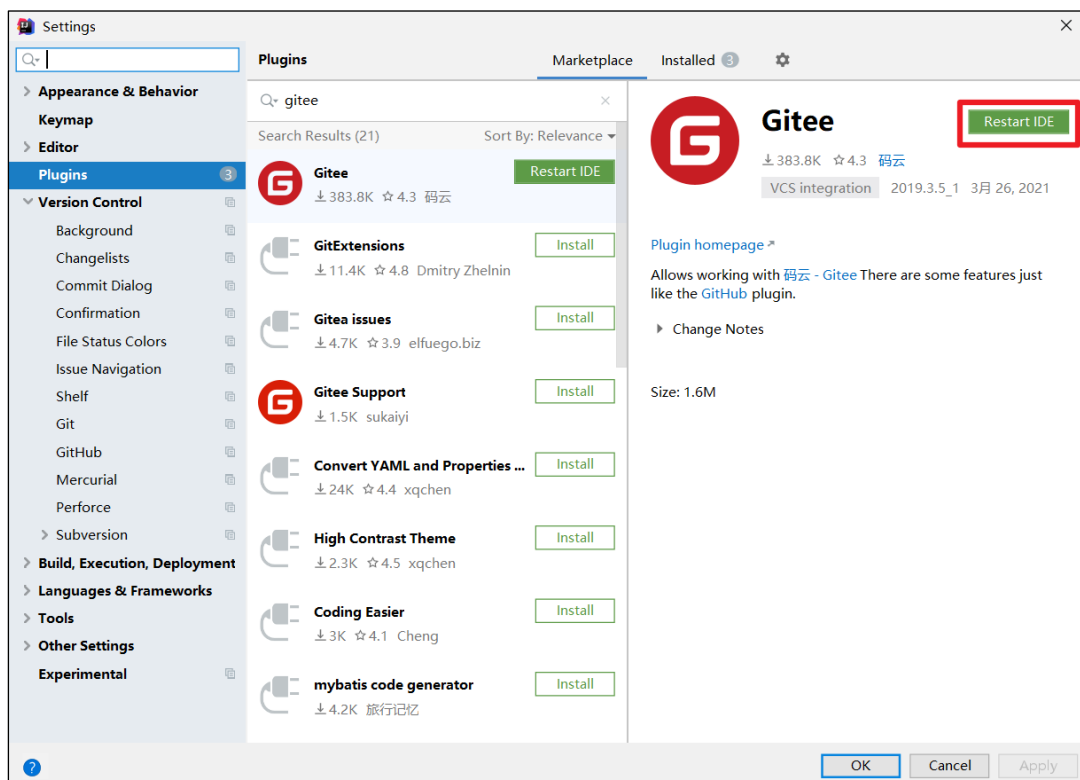 Settings
Plugins
Marketplace
Installed 3
Appearance & Behavior
Keymap
Editor
Plugins 3
Version Control
Background
Changelists
Commit Dialog
Confirmation
File Status Colors
Issue Navigation
Shelf
Git
GitHub
Mercurial
Perforce
Subversion
Build, Execution, Deployment
Languages & Frameworks
Tools
Other Settings
Experimental
gitee
Search Results (21) Sort By: Relevance
Gitee Restart IDE
383.8K 4.3 码云
GitExtensions Install
11.4K 4.8 Dmitry Zhelnin
Gitea issues Install
4.7K 3.9 elfuego.biz
Gitee Support Install
1.5K sukaiyi
Convert YAML and Properties ... Install
24K 4.4 xqchen
High Contrast Theme Install
2.3K 4.5 xqchen
Coding Easier Install
3K 4.1 Cheng
mybatis code generator Install
4.2K 旅行记忆
G
Gitee Restart IDE
383.8K 4.3 码云
VCS integration 2019.3.5_1 3月 26, 2021
Plugin homepage
Allows working with 码云 - Gitee There are some features just
like the GitHub plugin.
Change Notes
Size: 1.6M
? OK Cancel Apply